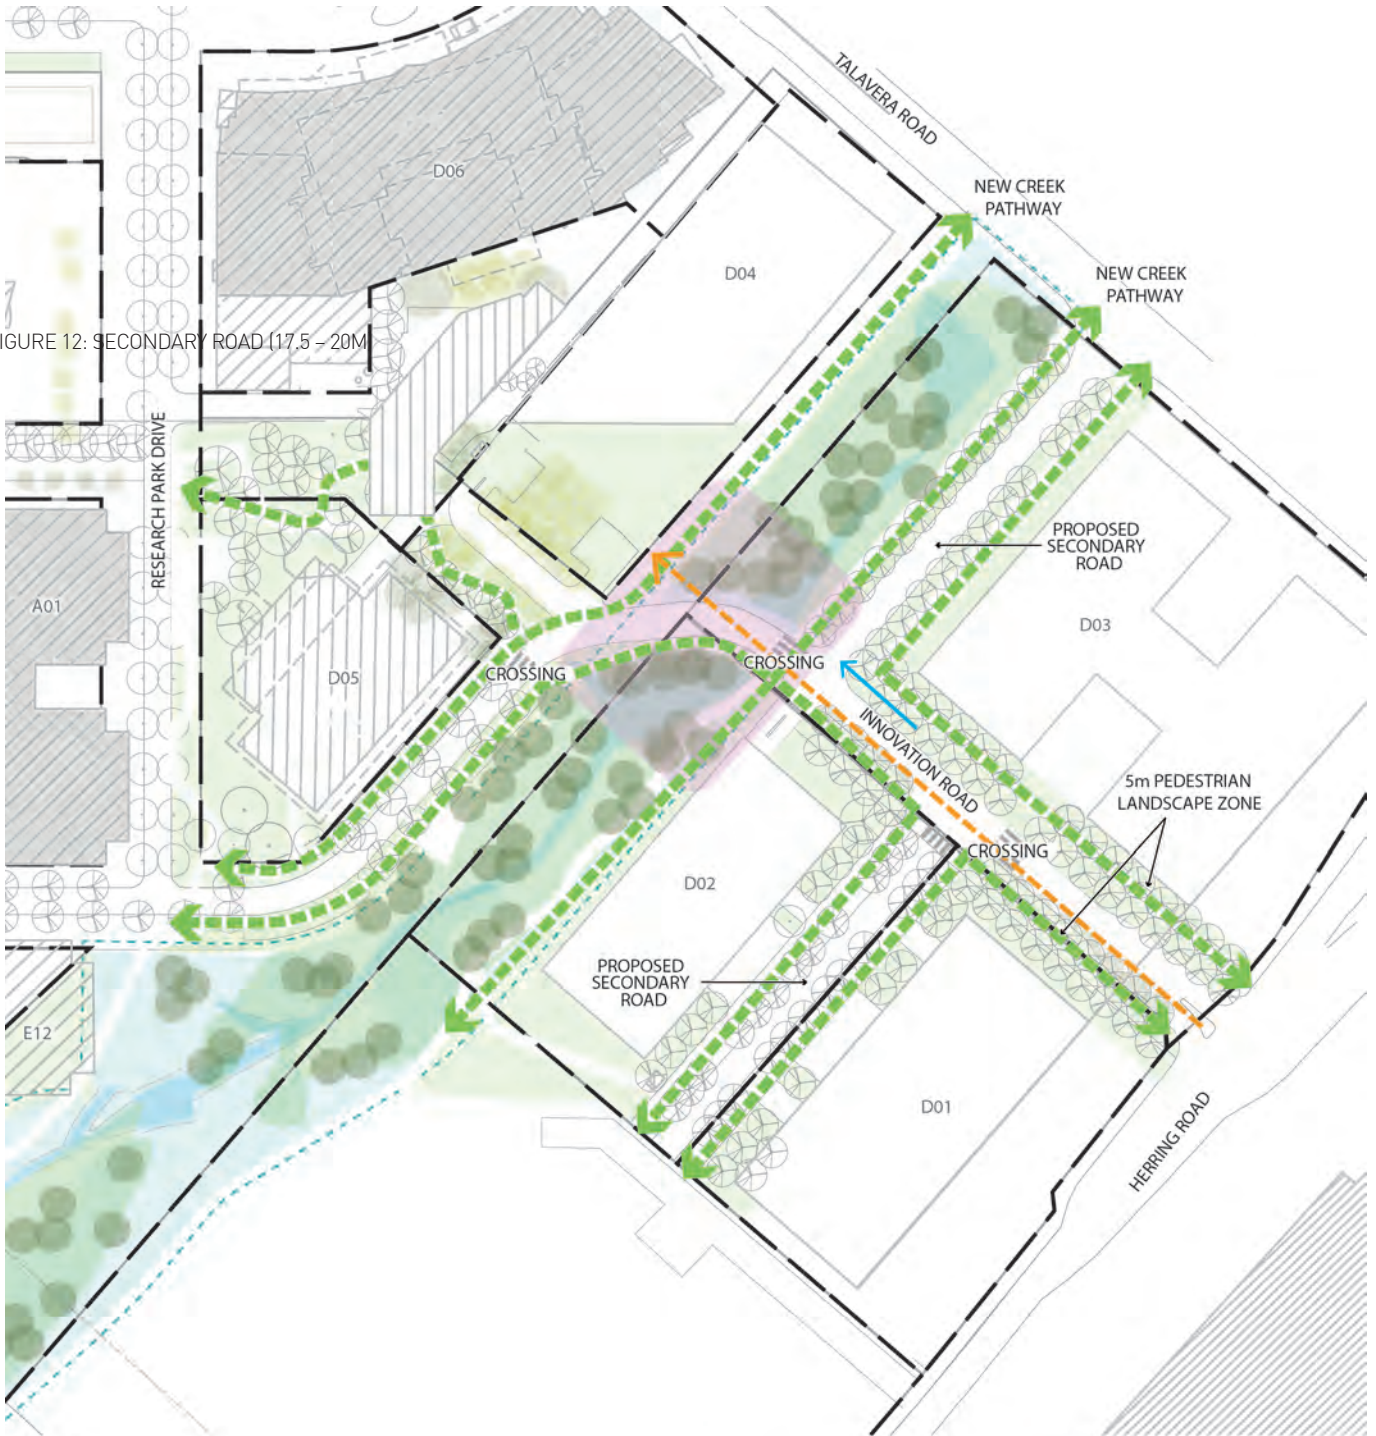 TALAVERA ROAD
D06
NEW CREEK
PATHWAY
D04
NEW CREEK
PATHWAY
IGURE 12: SECONDARY ROAD (17.5 – 20M
RESEARCH PARK DRIVE
PROPOSED
SECONDARY
ROAD
A01
D03
D05
CROSSING
CROSSING
INNOVATION ROAD
5m PEDESTRIAN
LANDSCAPE ZONE
CROSSING
D02
PROPOSED
SECONDARY
ROAD
E12
D01
HERRING ROAD